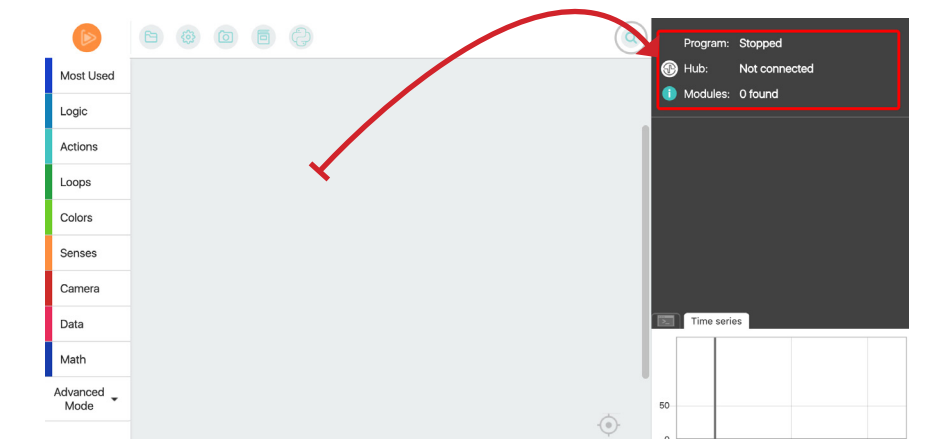 Program: Stopped
Hub: Not connected
Modules: 0 found
Most Used
Logic
Actions
Loops
Colors
Senses
Camera
Data
Math
Advanced
Mode
Time series
50
0